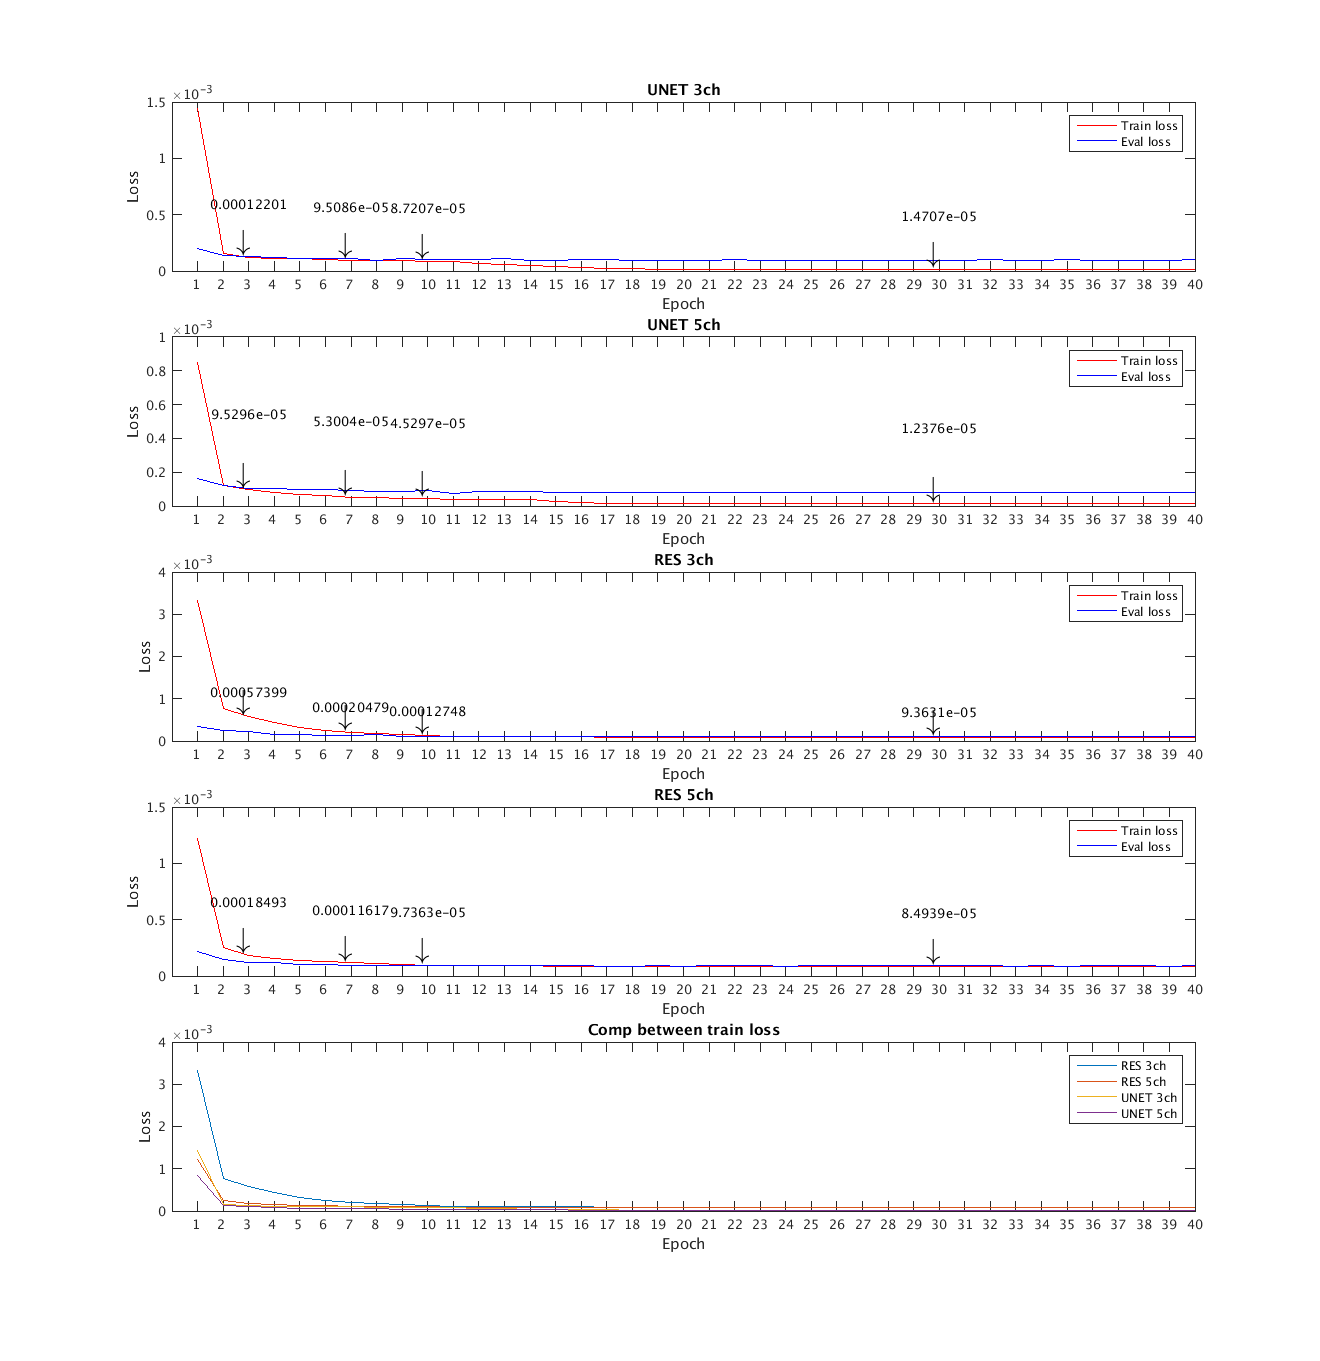 UNET 3ch
×10⁻³
1.5
1
0.5
0
Loss
Train loss
Eval loss
0.00012201 9.5086e−05 8.7207e−05 1.4707e−05
1 2 3 4 5 6 7 8 9 10 11 12 13 14 15 16 17 18 19 20 21 22 23 24 25 26 27 28 29 30 31 32 33 34 35 36 37 38 39 40
Epoch
UNET 5ch
×10⁻³
1
0.8
0.6
0.4
0.2
0
Loss
Train loss
Eval loss
9.5296e−05 5.3004e−05 4.5297e−05 1.2376e−05
1 2 3 4 5 6 7 8 9 10 11 12 13 14 15 16 17 18 19 20 21 22 23 24 25 26 27 28 29 30 31 32 33 34 35 36 37 38 39 40
Epoch
RES 3ch
×10⁻³
4
3
2
1
0
Loss
Train loss
Eval loss
0.00057399 0.00020479 0.00012748 9.3631e−05
1 2 3 4 5 6 7 8 9 10 11 12 13 14 15 16 17 18 19 20 21 22 23 24 25 26 27 28 29 30 31 32 33 34 35 36 37 38 39 40
Epoch
RES 5ch
×10⁻³
1.5
1
0.5
0
Loss
Train loss
Eval loss
0.00018493 0.00011617 9.7363e−05 8.4939e−05
1 2 3 4 5 6 7 8 9 10 11 12 13 14 15 16 17 18 19 20 21 22 23 24 25 26 27 28 29 30 31 32 33 34 35 36 37 38 39 40
Epoch
Comp between train loss
×10⁻³
4
3
2
1
0
Loss
RES 3ch
RES 5ch
UNET 3ch
UNET 5ch
1 2 3 4 5 6 7 8 9 10 11 12 13 14 15 16 17 18 19 20 21 22 23 24 25 26 27 28 29 30 31 32 33 34 35 36 37 38 39 40
Epoch